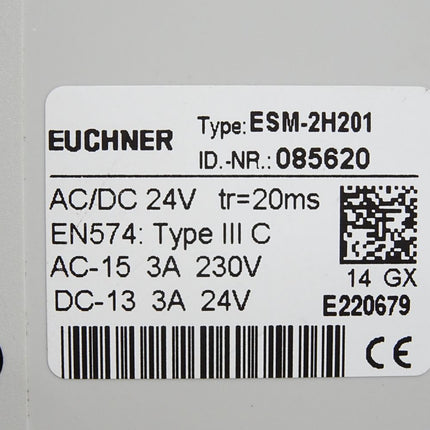 EUCHNER
Type: ESM-2H201
ID.-NR.: 085620
AC/DC 24V tr=20ms
EN574: Type III C
AC-15 3A 230V
DC-13 3A 24V
14 GX
E220679
CE